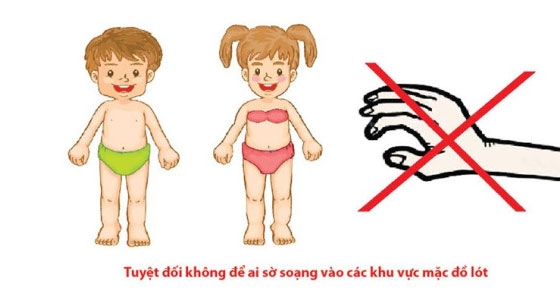 Tuyệt đối không để ai sờ soạng vào các khu vực mặc đồ lót